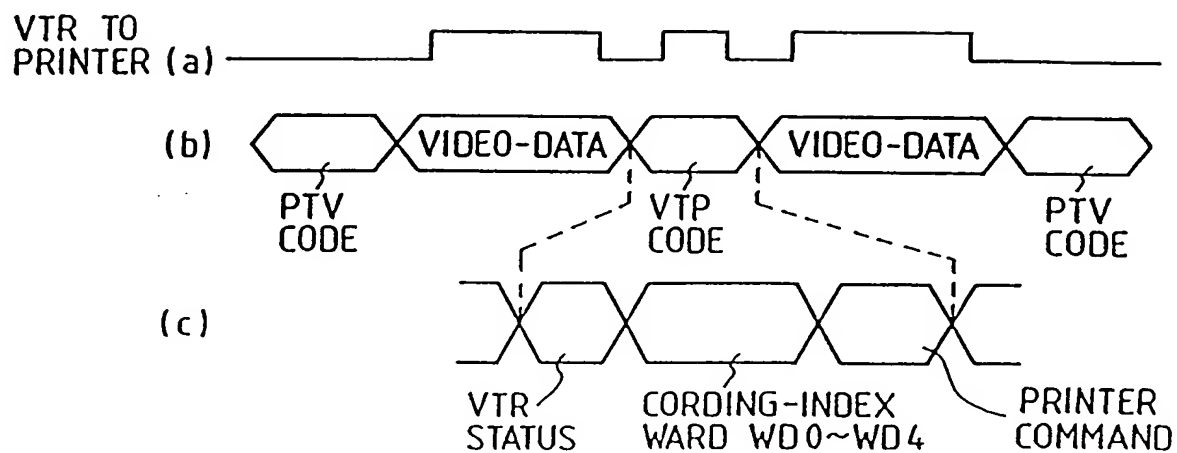 VTR TO
PRINTER (a)
(b)
VIDEO-DATA
VIDEO-DATA
PTV
CODE
VTP
CODE
PTV
CODE
(c)
VTR
STATUS
CORDING-INDEX
WARD WD0~WD4
PRINTER
COMMAND